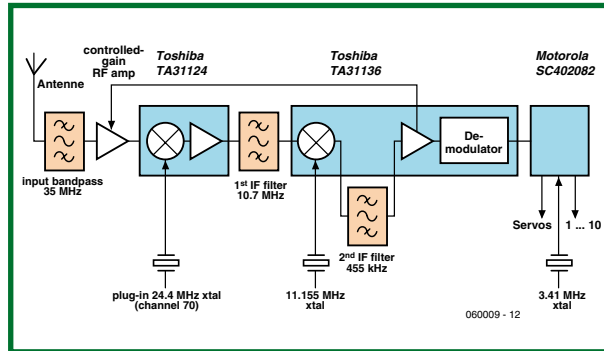 controlled-
gain
RF amp
Toshiba
TA31124
Toshiba
TA31136
Motorola
SC402082
Antenne
De-
modulator
input bandpass
35 MHz
1st IF filter
10.7 MHz
2nd IF filter
455 kHz
Servos
1 ... 10
plug-in 24.4 MHz xtal
(channel 70)
11.155 MHz
xtal
3.41 MHz
xtal
060009 - 12